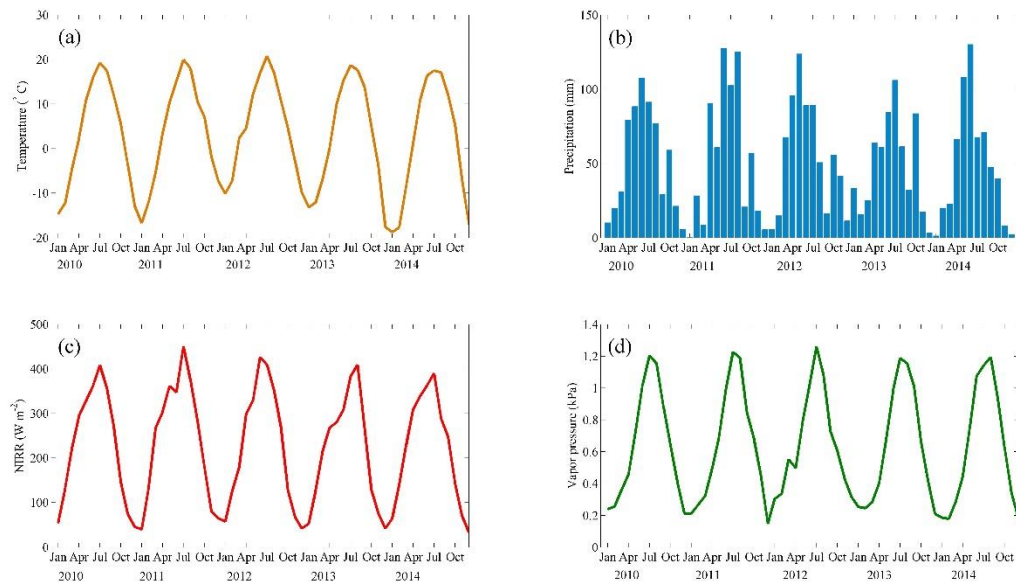 (a)
Temperature (°C)
30
20
10
0
-10
-20
Jan Apr Jul Oct Jan Apr Jul Oct Jan Apr Jul Oct Jan Apr Jul Oct Jan Apr Jul Oct
2010 2011 2012 2013 2014
(b)
Precipitation (mm)
150
100
50
0
Jan Apr Jul Oct Jan Apr Jul Oct Jan Apr Jul Oct Jan Apr Jul Oct Jan Apr Jul Oct
2010 2011 2012 2013 2014
(c)
NIRR (W m-2)
500
400
300
200
100
0
Jan Apr Jul Oct Jan Apr Jul Oct Jan Apr Jul Oct Jan Apr Jul Oct Jan Apr Jul Oct
2010 2011 2012 2013 2014
(d)
Vapor pressure (kPa)
1.4
1.2
1
0.8
0.6
0.4
0.2
0
Jan Apr Jul Oct Jan Apr Jul Oct Jan Apr Jul Oct Jan Apr Jul Oct Jan Apr Jul Oct
2010 2011 2012 2013 2014